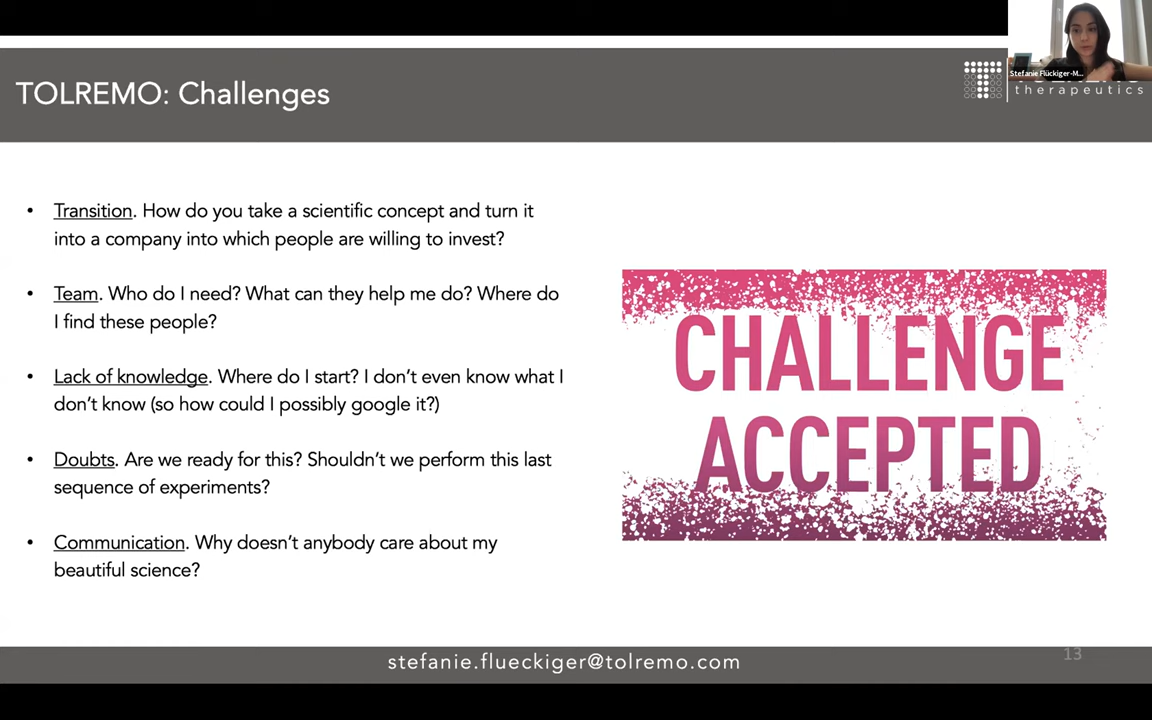 Stefanie Flückiger-M...
TOLREMO: Challenges
therapeutics
• Transition. How do you take a scientific concept and turn it
into a company into which people are willing to invest?
• Team. Who do I need? What can they help me do? Where do
I find these people?
• Lack of knowledge. Where do I start? I don’t even know what I
don’t know (so how could I possibly google it?)
• Doubts. Are we ready for this? Shouldn’t we perform this last
sequence of experiments?
• Communication. Why doesn’t anybody care about my
beautiful science?
CHALLENGE
ACCEPTED
stefanie.flueckiger@tolremo.com
13